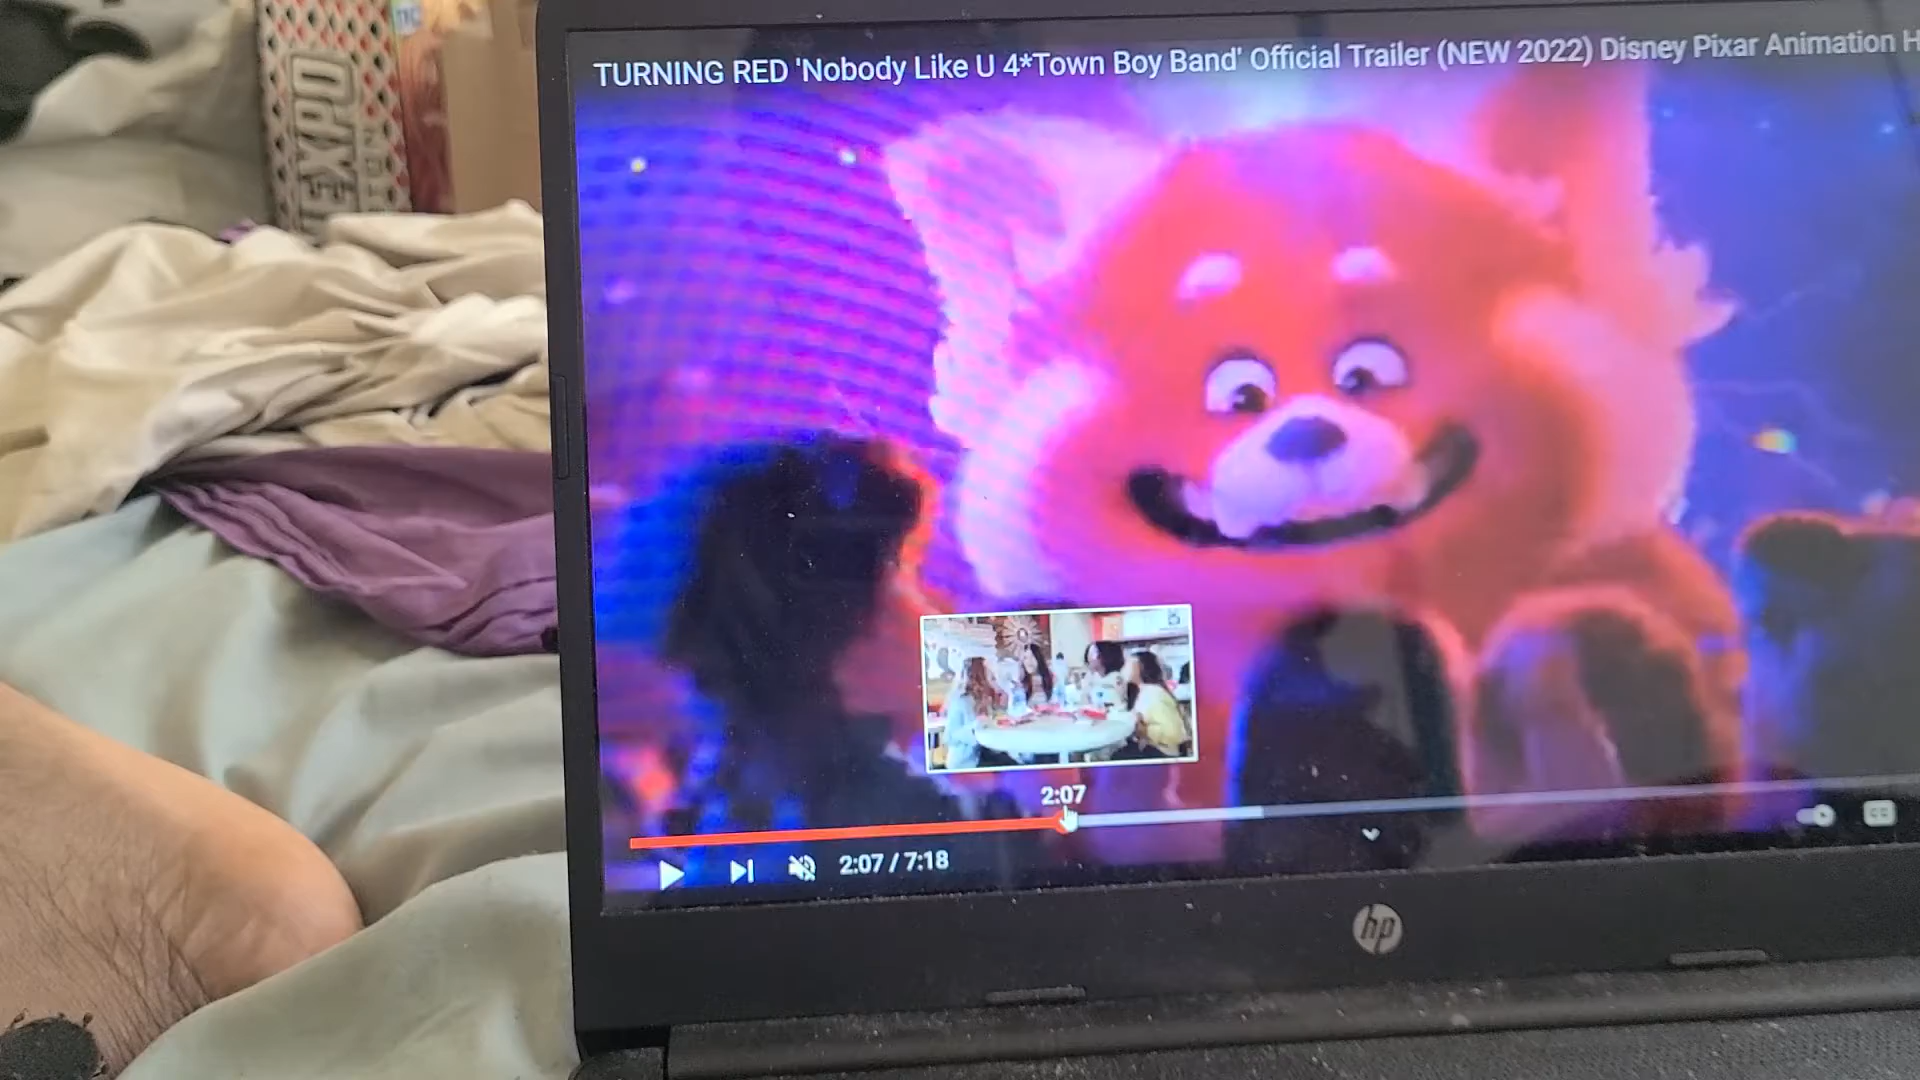 TURNING RED 'Nobody Like U 4*Town Boy Band' Official Trailer (NEW 2022) Disney Pixar Animation H
EXPO
2:07
2:07 / 7:18
CC
hp